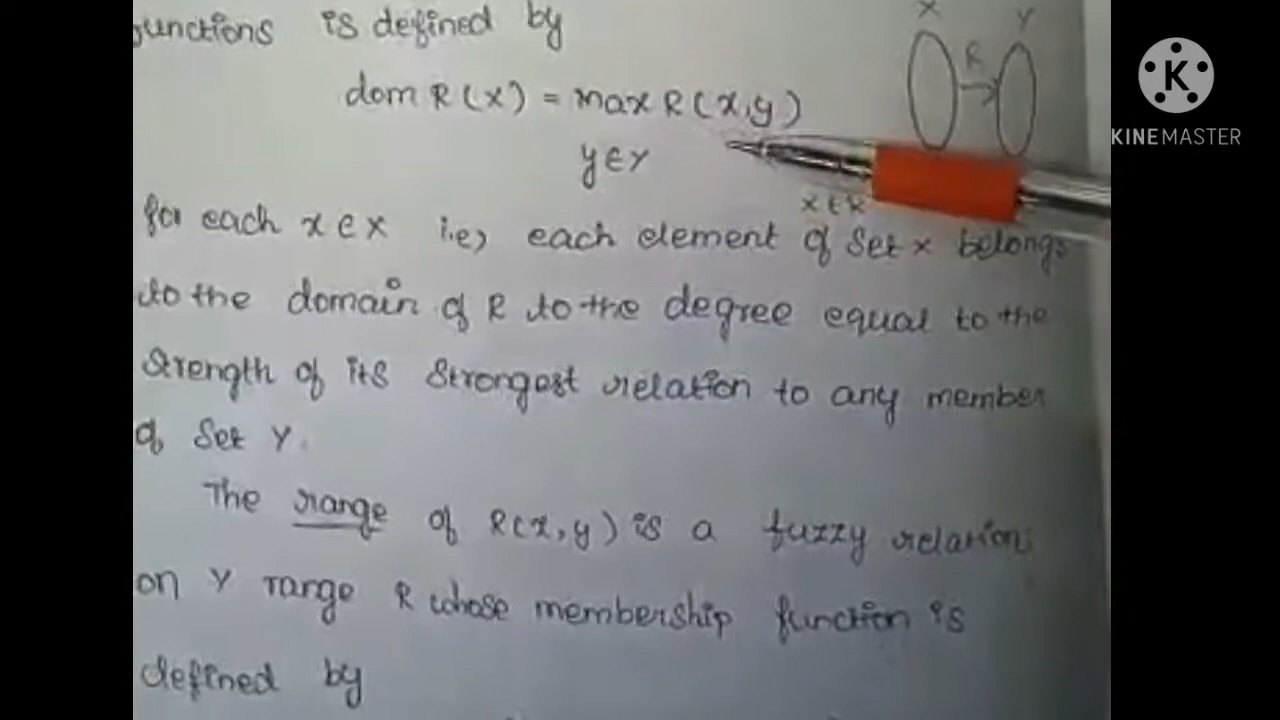 functions is defined by
X Y
R
dom R(x) = max R(x,y)
y∈Y
x∈X
for each x∈X i.e, each element of set X belongs
to the domain of R to the degree equal to the
strength of its strongest relation to any member
of set Y.
The range of R(x,y) is a fuzzy relation
on Y range R whose membership function is
defined by
K
KINEMASTER